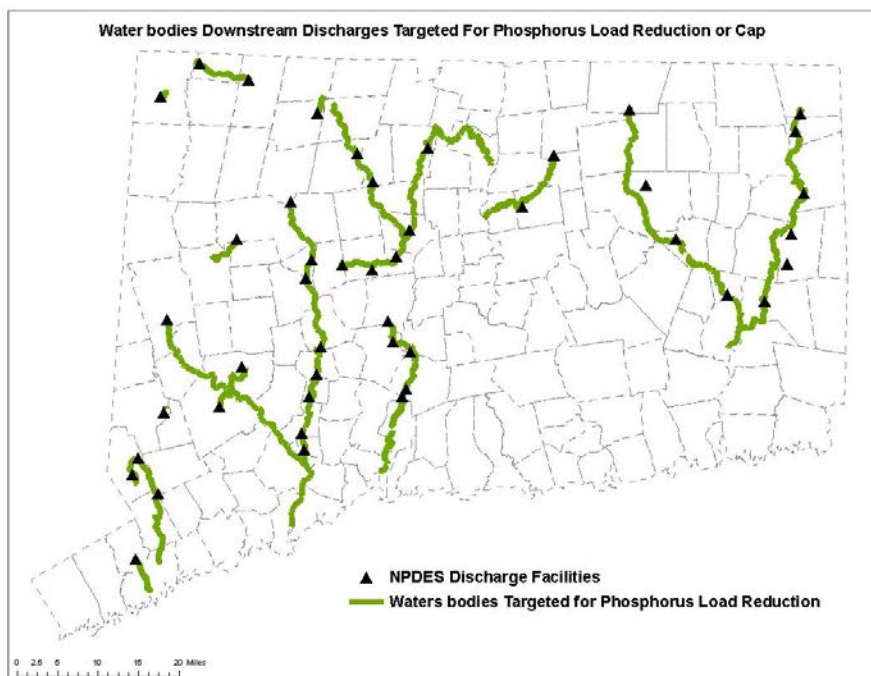 Water bodies Downstream Discharges Targeted For Phosphorus Load Reduction or Cap
NPDES Discharge Facilities
Waters bodies Targeted for Phosphorus Load Reduction
0 2.5 5 10 15 20 Miles